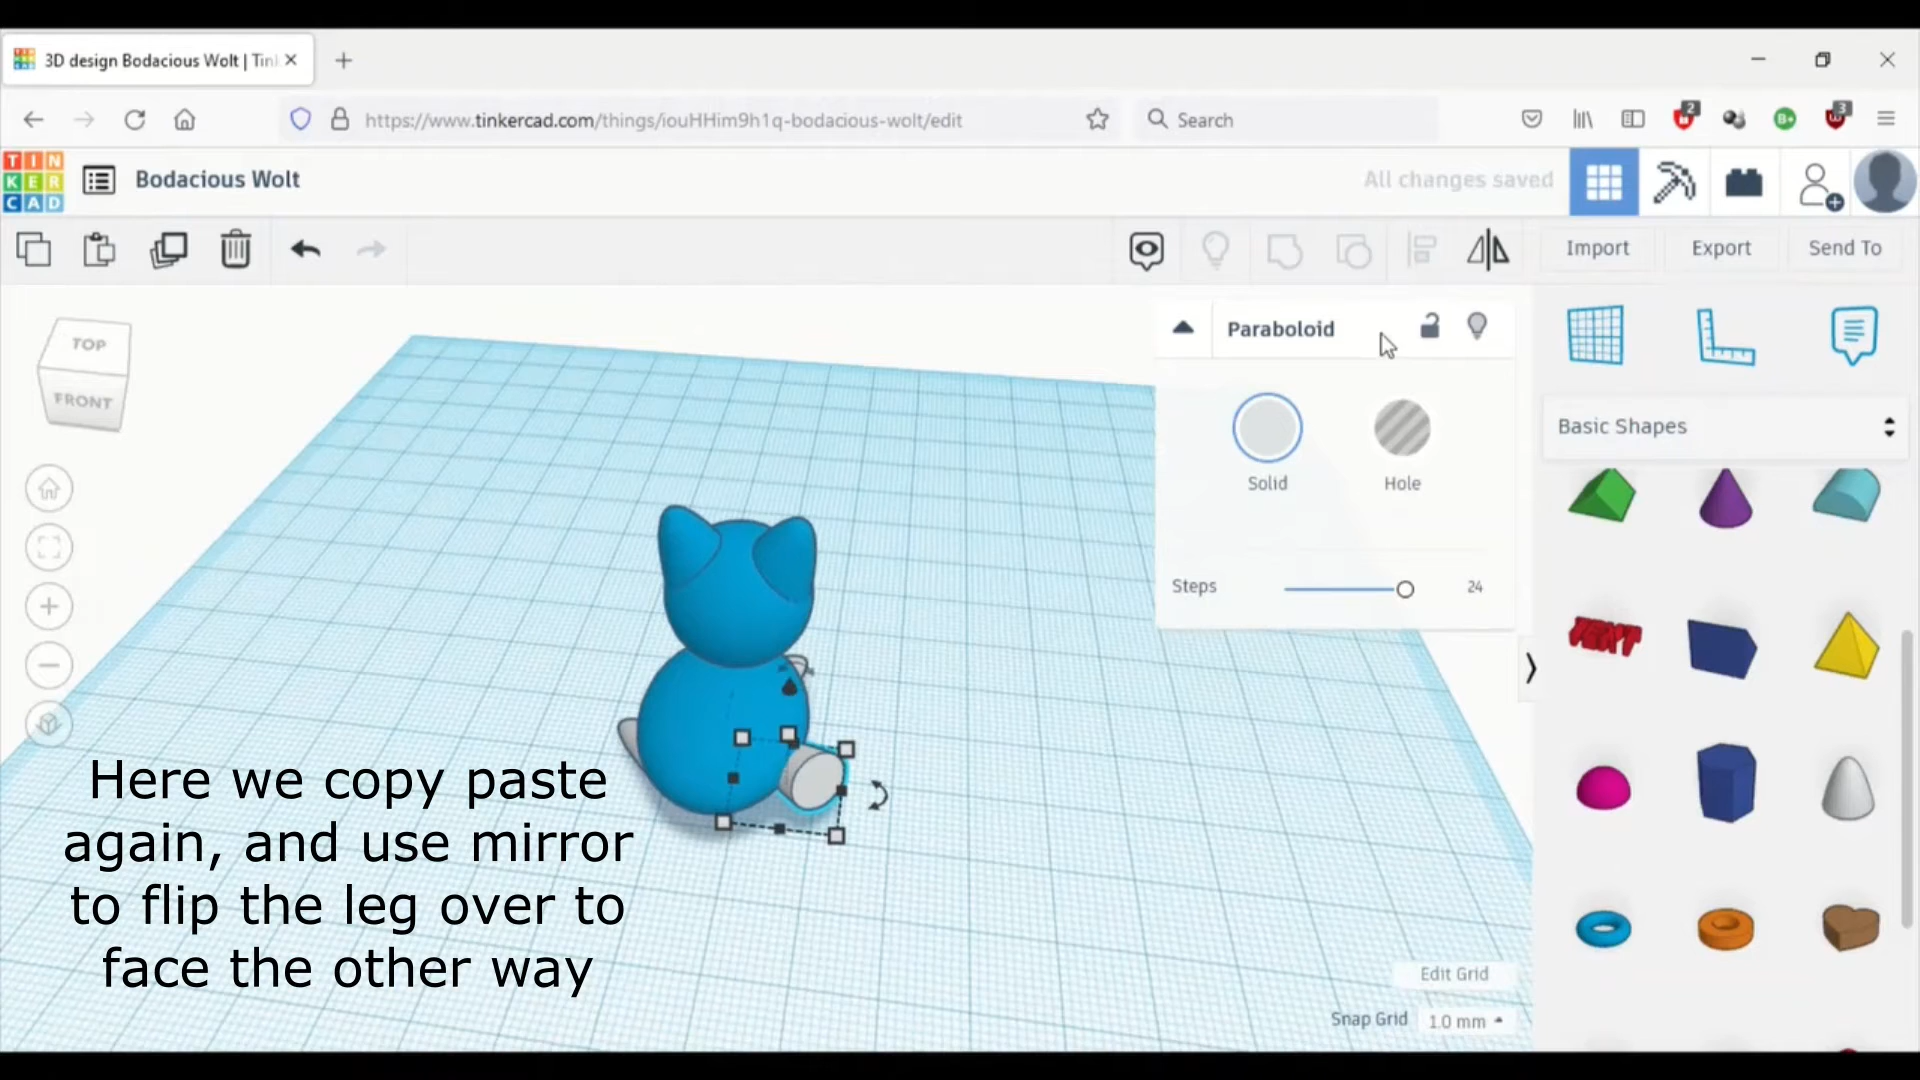 3D design Bodacious Wolt | Tin
https://www.tinkercad.com/things/iouHHim9h1q-bodacious-wolt/edit
Search
2
B+
3
TIN
KER
CAD
Bodacious Wolt
All changes saved
Import
Export
Send To
TOP
FRONT
Paraboloid
Solid
Hole
Steps
24
Basic Shapes
TEXT
Here we copy paste
again, and use mirror
to flip the leg over to
face the other way
Edit Grid
Snap Grid
1.0 mm